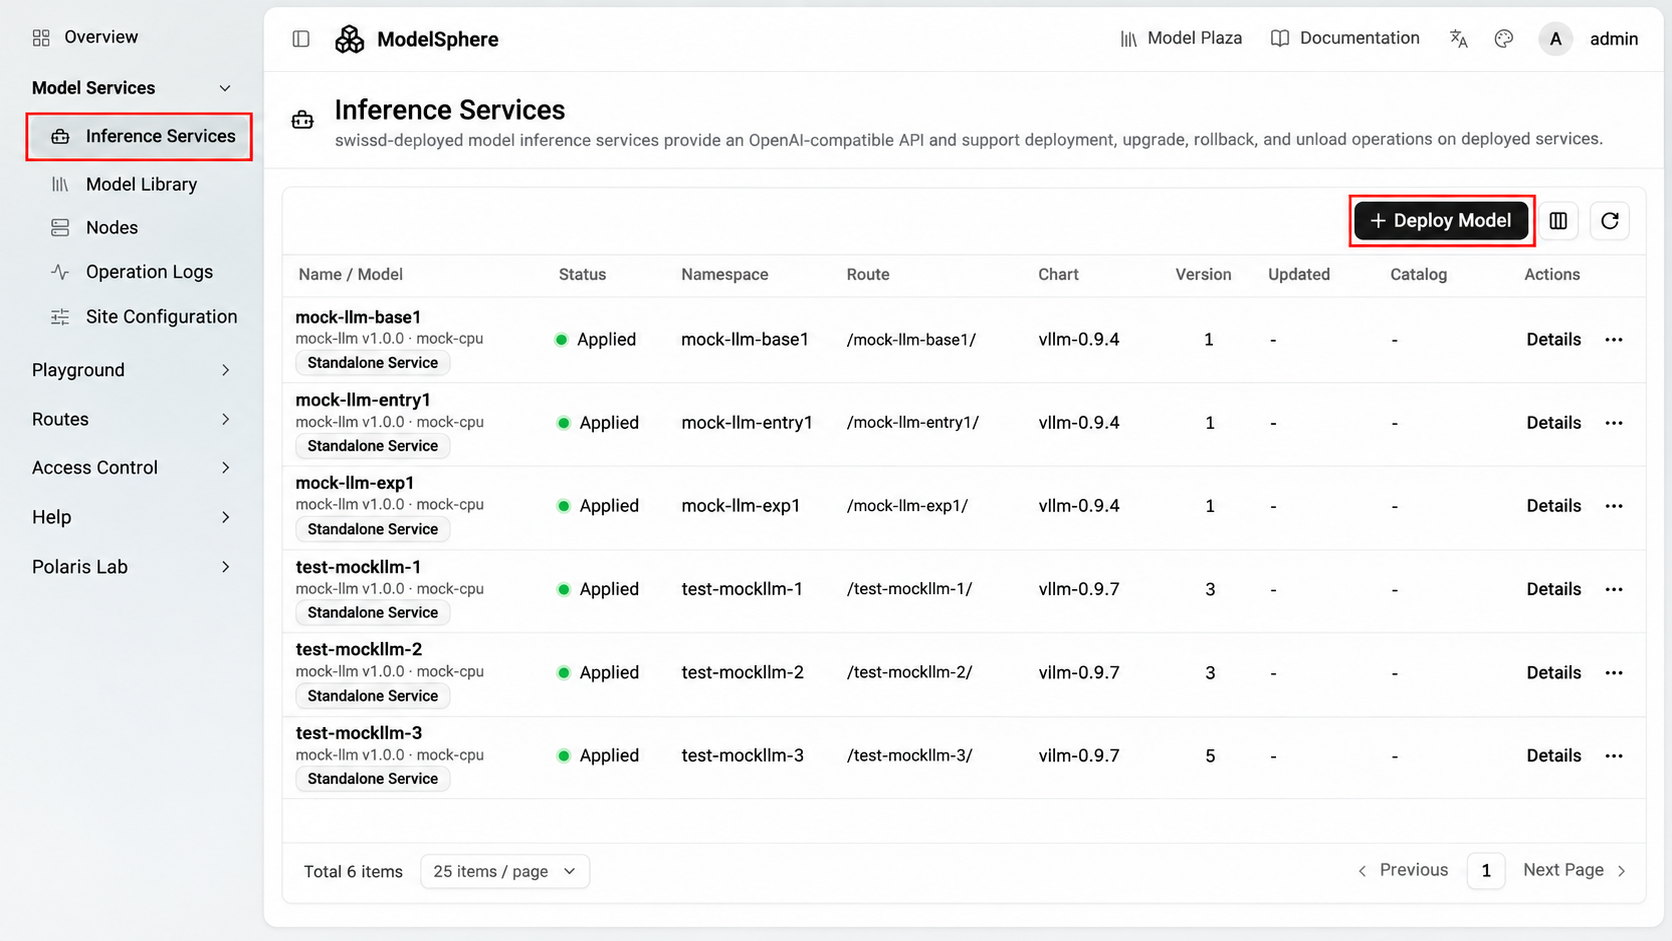 Overview
Model Services
Inference Services
Model Library
Nodes
Operation Logs
Site Configuration
Playground
Routes
Access Control
Help
Polaris Lab
ModelSphere
Model Plaza
Documentation
A
admin
Inference Services
swissd-deployed model inference services provide an OpenAI-compatible API and support deployment, upgrade, rollback, and unload operations on deployed services.
+ Deploy Model
Name / Model Status Namespace Route Chart Version Updated Catalog Actions
mock-llm-base1
mock-llm v1.0.0 · mock-cpu
Standalone Service
Applied mock-llm-base1 /mock-llm-base1/ vllm-0.9.4 1 - - Details ...
mock-llm-entry1
mock-llm v1.0.0 · mock-cpu
Standalone Service
Applied mock-llm-entry1 /mock-llm-entry1/ vllm-0.9.4 1 - - Details ...
mock-llm-exp1
mock-llm v1.0.0 · mock-cpu
Standalone Service
Applied mock-llm-exp1 /mock-llm-exp1/ vllm-0.9.4 1 - - Details ...
test-mockllm-1
mock-llm v1.0.0 · mock-cpu
Standalone Service
Applied test-mockllm-1 /test-mockllm-1/ vllm-0.9.7 3 - - Details ...
test-mockllm-2
mock-llm v1.0.0 · mock-cpu
Standalone Service
Applied test-mockllm-2 /test-mockllm-2/ vilm-0.9.7 3 - - Details ...
test-mockllm-3
mock-llm v1.0.0 · mock-cpu
Standalone Service
Applied test-mockllm-3 /test-mockllm-3/ vilm-0.9.7 5 - - Details ...
Total 6 items
25 items / page
< Previous 1 Next Page >